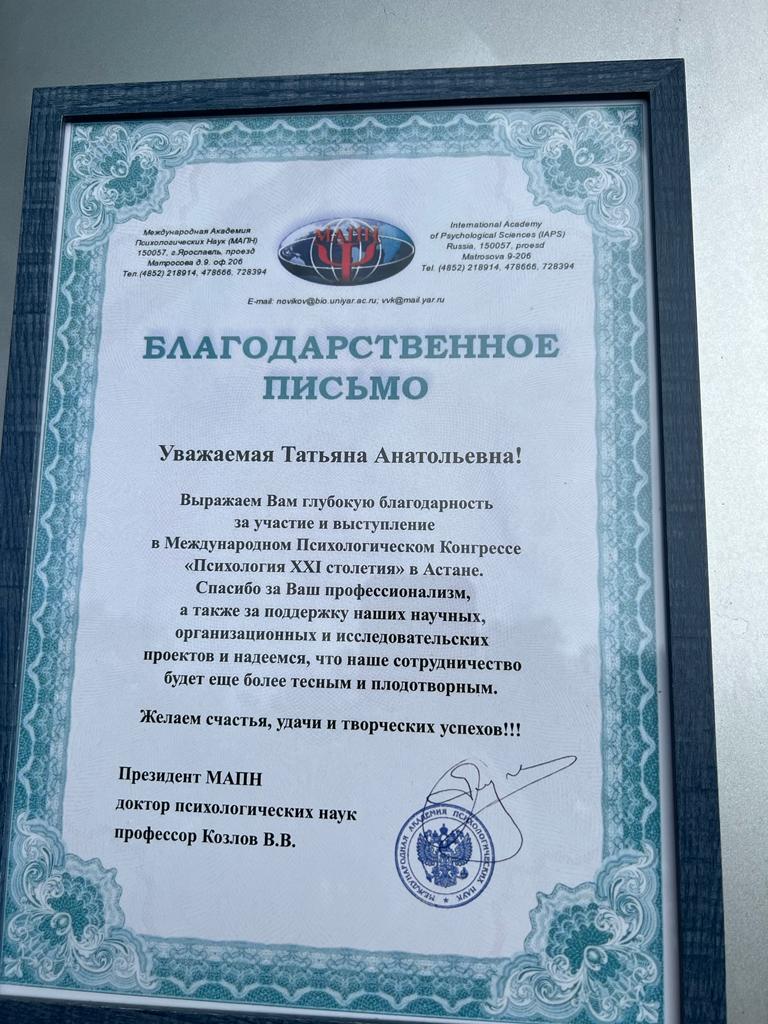 Международная Академия
Психологических Наук (МАПН)
150057, г.Ярославль, проезд
Матросова д.9. оф.206
Тел.(4852) 218914, 478666, 728394
МАПН
International Academy
of Psychological Sciences (IAPS)
Russia, 150057, proesd
Matrosova 9-206
Tel. (4852) 218914, 478666, 728394
E-mail: novikov@bio.uniyar.ac.ru; vvk@mail.yar.ru
БЛАГОДАРСТВЕННОЕ
ПИСЬМО
Уважаемая Татьяна Анатольевна!
Выражаем Вам глубокую благодарность
за участие и выступление
в Международном Психологическом Конгрессе
«Психология XXI столетия» в Астане.
Спасибо за Ваш профессионализм,
а также за поддержку наших научных,
организационных и исследовательских
проектов и надеемся, что наше сотрудничество
будет еще более тесным и плодотворным.
Желаем счастья, удачи и творческих успехов!!!
Президент МАПН
доктор психологических наук
профессор Козлов В.В.
МЕЖДУНАРОДНАЯ АКАДЕМИЯ ПСИХОЛОГИЧЕСКИХ НАУК